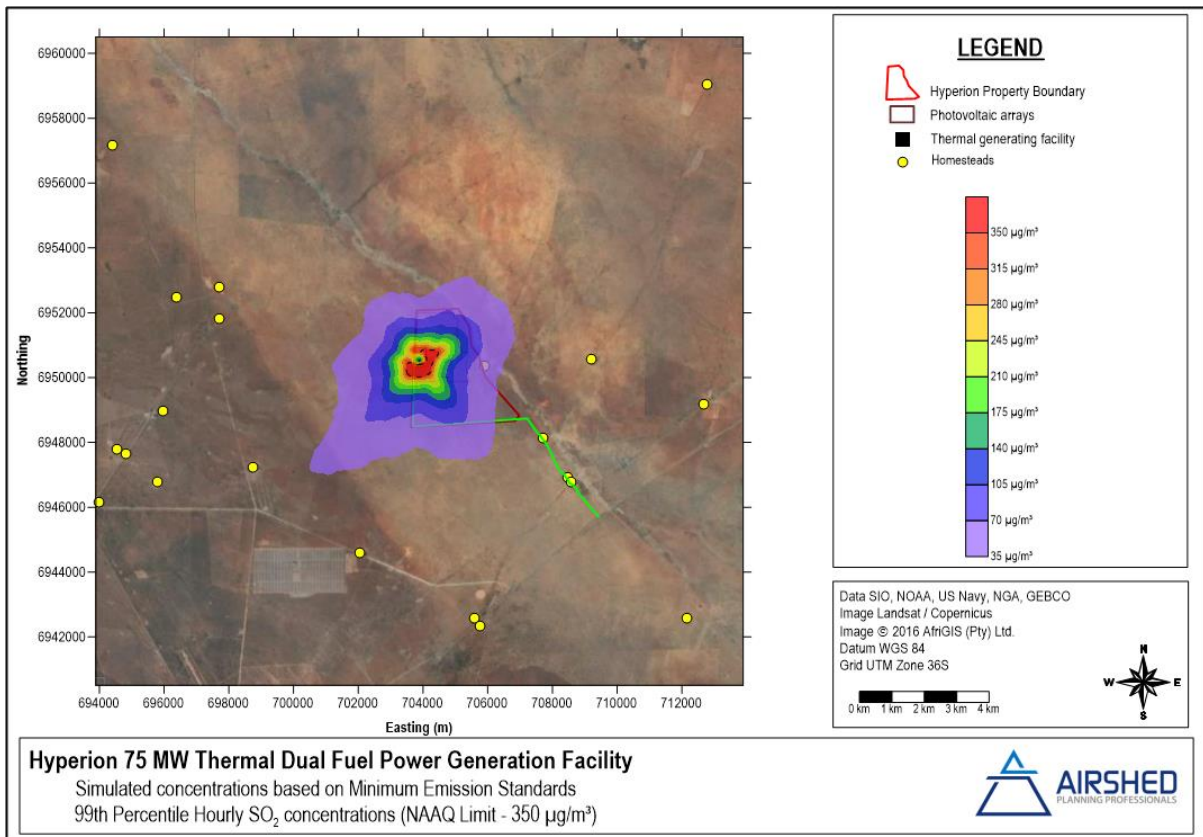 6960000
6958000
6956000
6954000
6952000
6950000
6948000
6946000
6944000
6942000
Northing
694000 696000 698000 700000 702000 704000 706000 708000 710000 712000
Easting (m)
LEGEND
Hyperion Property Boundary
Photovoltaic arrays
Thermal generating facility
Homesteads
350 µg/m³
315 µg/m³
280 µg/m³
245 µg/m³
210 µg/m³
175 µg/m³
140 µg/m³
105 µg/m³
70 µg/m³
35 µg/m³
Data SIO, NOAA, US Navy, NGA, GEBCO
Image Landsat / Copernicus
Image © 2016 AfriGIS (Pty) Ltd.
Datum WGS 84
Grid UTM Zone 36S
N
W E
S
0 km 1 km 2 km 3 km 4 km
Hyperion 75 MW Thermal Dual Fuel Power Generation Facility
Simulated concentrations based on Minimum Emission Standards
99th Percentile Hourly SO₂ concentrations (NAAQ Limit - 350 µg/m³)
AIRSHED
PLANNING PROFESSIONALS